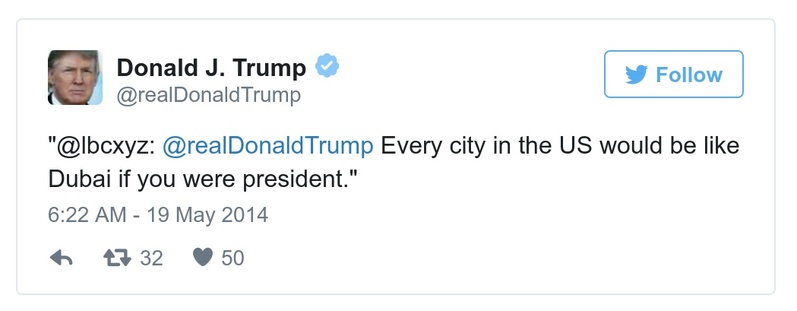 Donald J. Trump
@realDonaldTrump
Follow
"@lbcxyz: @realDonaldTrump Every city in the US would be like
Dubai if you were president."
6:22 AM - 19 May 2014
32 50